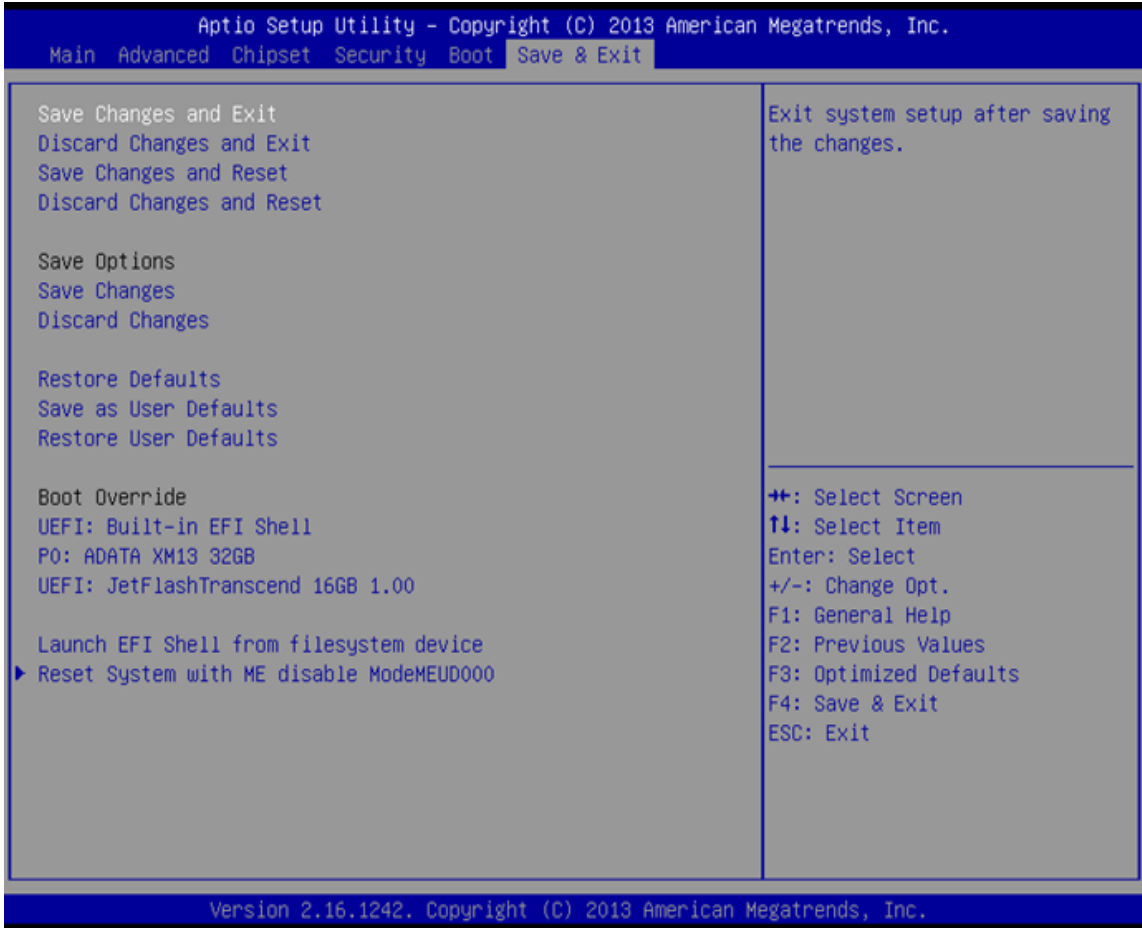 Aptio Setup Utility – Copyright (C) 2013 American Megatrends, Inc.
Main Advanced Chipset Security Boot Save & Exit
Save Changes and Exit
Discard Changes and Exit
Save Changes and Reset
Discard Changes and Reset
Save Options
Save Changes
Discard Changes
Restore Defaults
Save as User Defaults
Restore User Defaults
Boot Override
UEFI: Built-in EFI Shell
P0: ADATA XM13 32GB
UEFI: JetFlashTranscend 16GB 1.00
Launch EFI Shell from filesystem device
▶ Reset System with ME disable ModeMEUD000
Exit system setup after saving
the changes.
→←: Select Screen
↑↓: Select Item
Enter: Select
+/-: Change Opt.
F1: General Help
F2: Previous Values
F3: Optimized Defaults
F4: Save & Exit
ESC: Exit
Version 2.16.1242. Copyright (C) 2013 American Megatrends, Inc.